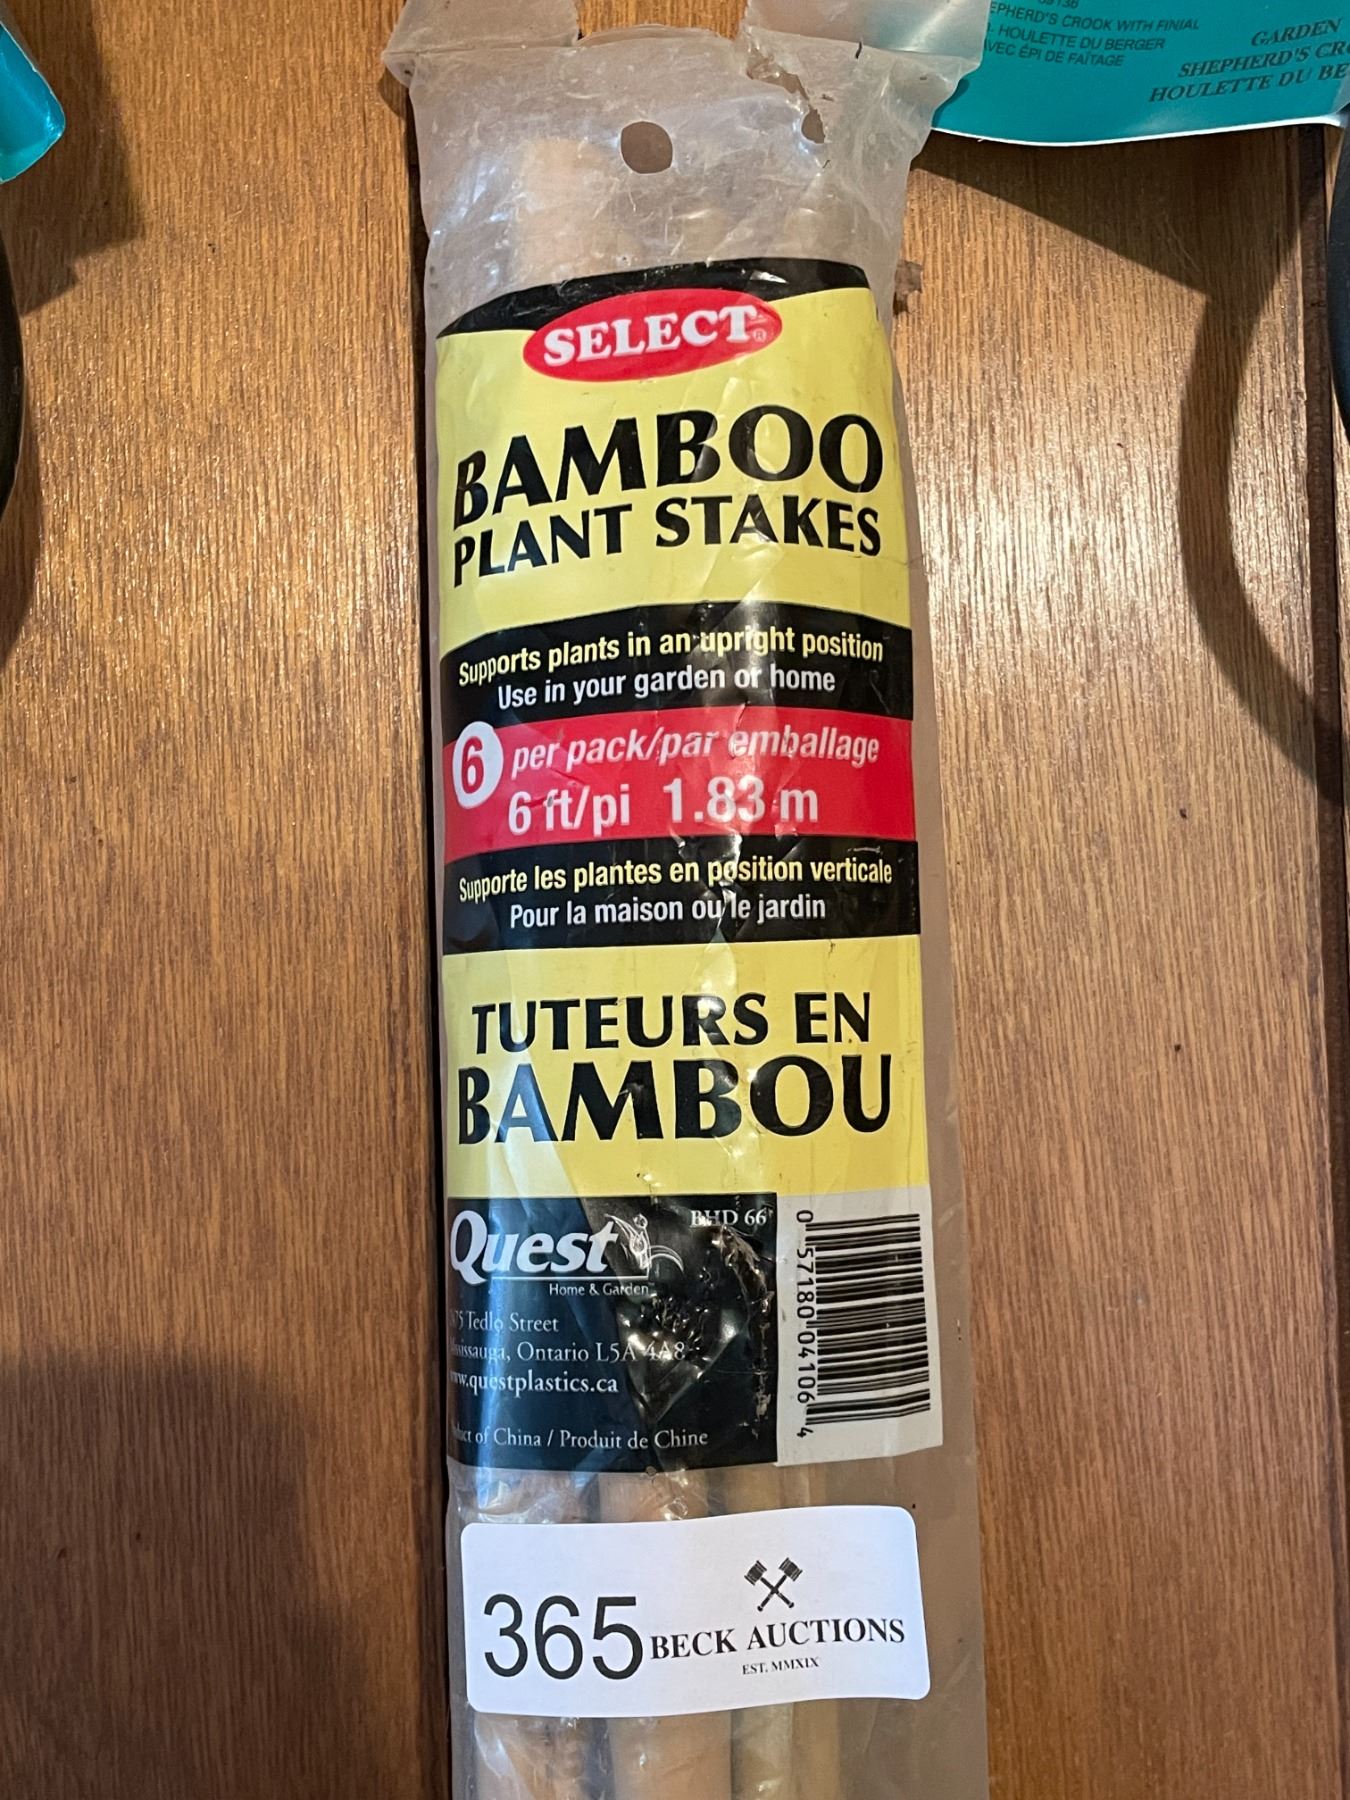 EPHERD'S CROOK WITH FINIAL
HOULETTE DU BERGER
AVEC ÉPI DE FAÎTAGE
GARDEN
SHEPHERD'S
HOULETTE DU
SELECT®
BAMBOO
PLANT STAKES
Supports plants in an upright position
Use in your garden or home
6 per pack/par emballage
6 ft/pi 1.83 m
Supporte les plantes en position verticale
Pour la maison ou le jardin
TUTEURS EN
BAMBOU
BHD 66
Quest
Home & Garden™
Tedlo Street
Mississauga, Ontario L5A 4A8
www.questplastics.ca
of China / Produit de Chine
0 57180 04106 4
365
BECK AUCTIONS
EST. MMXIX